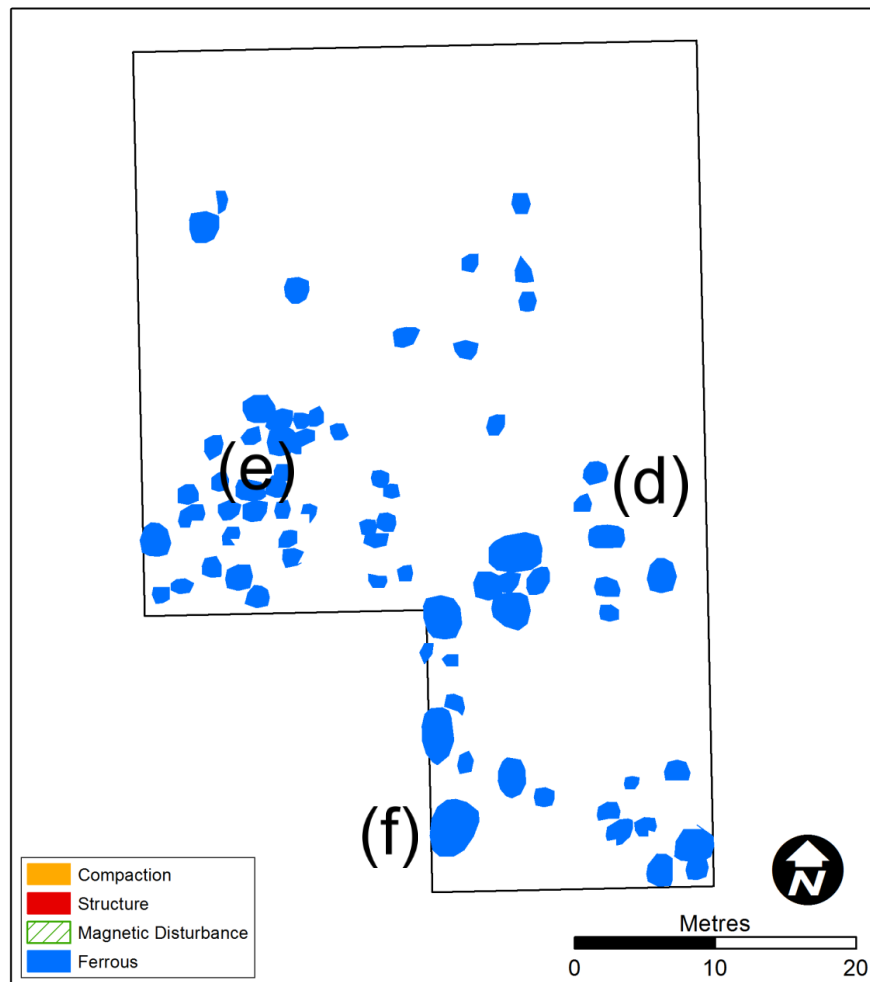 (e)
(d)
(f)
Compaction
Structure
Magnetic Disturbance
Ferrous
N
Metres
0 10 20